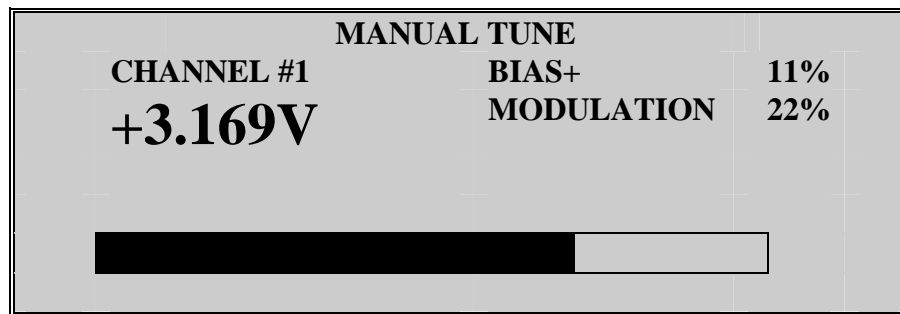 MANUAL TUNE
CHANNEL #1 BIAS+ 11%
+3.169V MODULATION 22%